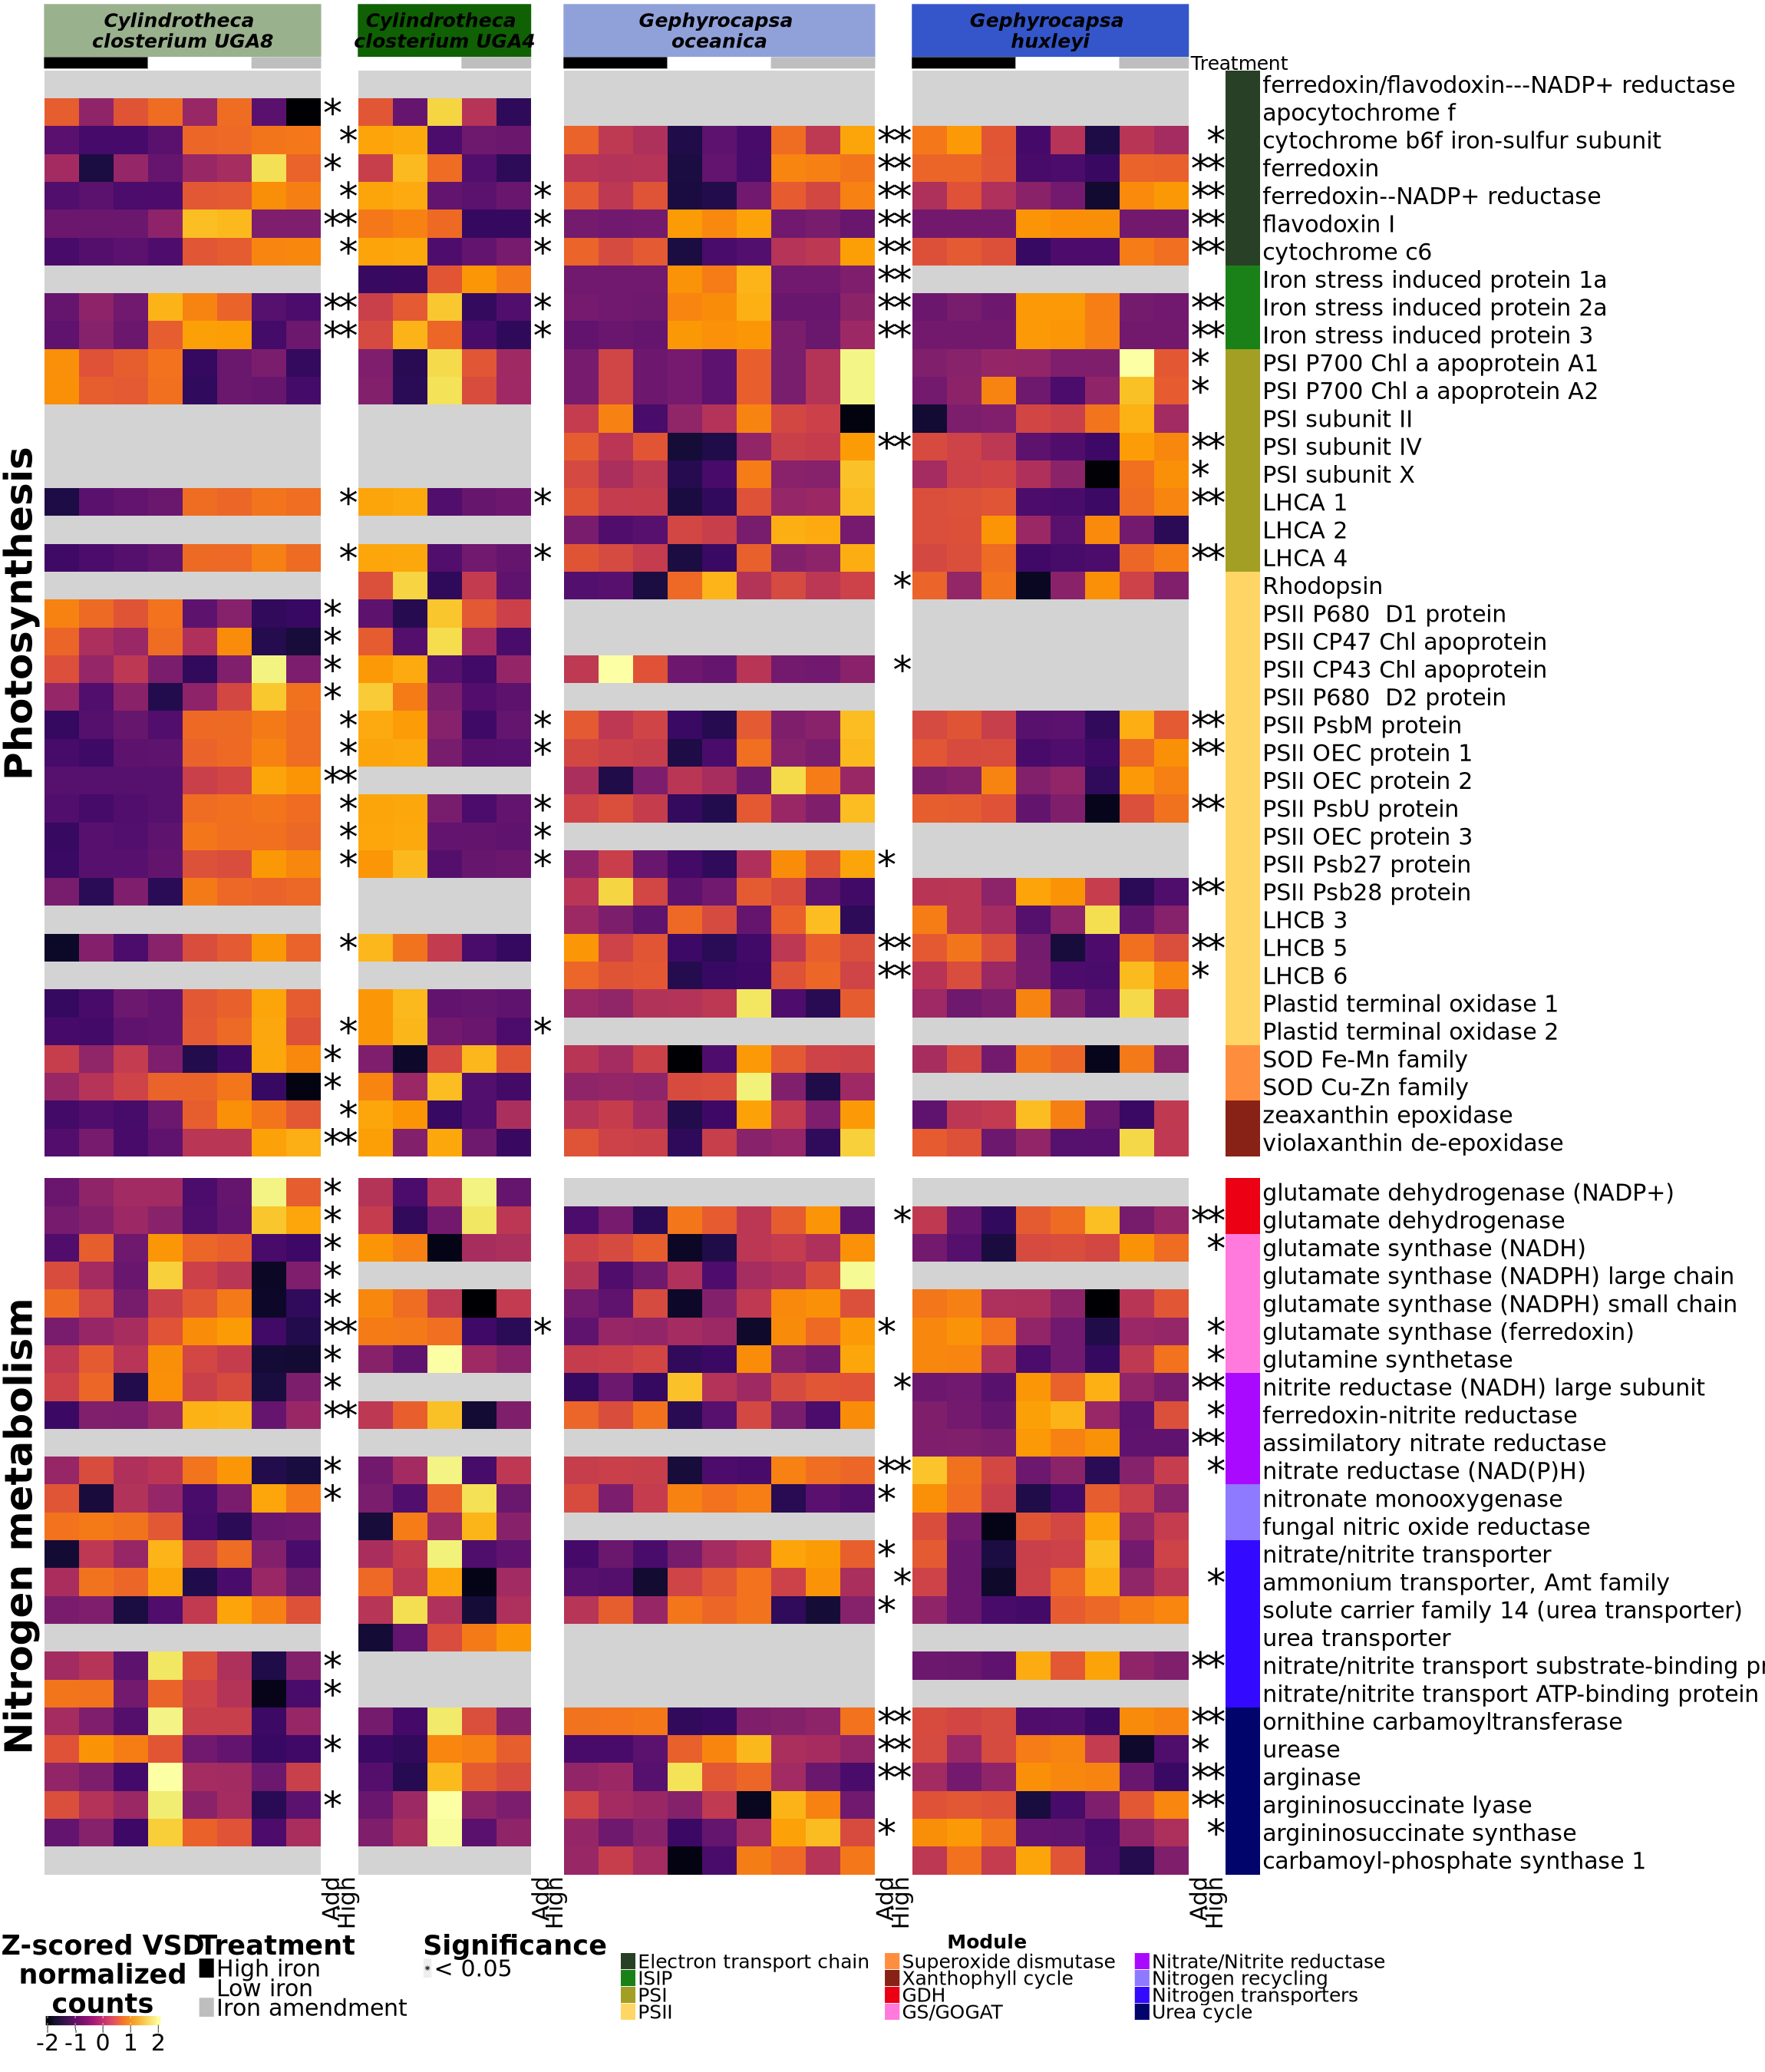 Cylindrotheca
closterium UGA8
Cylindrotheca
closterium UGA4
Gephyrocapsa
oceanica
Gephyrocapsa
huxleyi
Treatment
Photosynthesis
ferredoxin/flavodoxin---NADP+ reductase
* apocytochrome f
* ** * cytochrome b6f iron-sulfur subunit
* ** ** ferredoxin
* * ** ** ferredoxin--NADP+ reductase
** * ** ** flavodoxin I
* * ** ** cytochrome c6
** Iron stress induced protein 1a
** * ** ** Iron stress induced protein 2a
** * ** ** Iron stress induced protein 3
* PSI P700 Chl a apoprotein A1
* PSI P700 Chl a apoprotein A2
PSI subunit II
** ** PSI subunit IV
* PSI subunit X
* * ** LHCA 1
LHCA 2
* * ** LHCA 4
* Rhodopsin
* PSII P680  D1 protein
* PSII CP47 Chl apoprotein
* * PSII CP43 Chl apoprotein
* PSII P680  D2 protein
* * ** PSII PsbM protein
* * ** PSII OEC protein 1
** PSII OEC protein 2
* * ** PSII PsbU protein
* * PSII OEC protein 3
* * * PSII Psb27 protein
** PSII Psb28 protein
LHCB 3
* ** ** LHCB 5
** * LHCB 6
Plastid terminal oxidase 1
* * Plastid terminal oxidase 2
* SOD Fe-Mn family
* SOD Cu-Zn family
* zeaxanthin epoxidase
** violaxanthin de-epoxidase
Nitrogen metabolism
* glutamate dehydrogenase (NADP+)
* * ** glutamate dehydrogenase
* * glutamate synthase (NADH)
* glutamate synthase (NADPH) large chain
* glutamate synthase (NADPH) small chain
** * * * glutamate synthase (ferredoxin)
* * glutamine synthetase
* * ** nitrite reductase (NADH) large subunit
** * ferredoxin-nitrite reductase
** assimilatory nitrate reductase
* ** * nitrate reductase (NAD(P)H)
* * nitronate monooxygenase
fungal nitric oxide reductase
* nitrate/nitrite transporter
* * ammonium transporter, Amt family
* solute carrier family 14 (urea transporter)
urea transporter
* ** nitrate/nitrite transport substrate-binding pr
* nitrate/nitrite transport ATP-binding protein
** ** ornithine carbamoyltransferase
* ** * urease
** ** arginase
* ** argininosuccinate lyase
* * argininosuccinate synthase
carbamoyl-phosphate synthase 1
Add
High
Add
High
Add
High
Add
High
Z-scored VSDT
normalized
counts
-2 -1 0 1 2
Treatment
High iron
Low iron
Iron amendment
Significance
* < 0.05
Module
Electron transport chain
ISIP
PSI
PSII
Superoxide dismutase
Xanthophyll cycle
GDH
GS/GOGAT
Nitrate/Nitrite reductase
Nitrogen recycling
Nitrogen transporters
Urea cycle